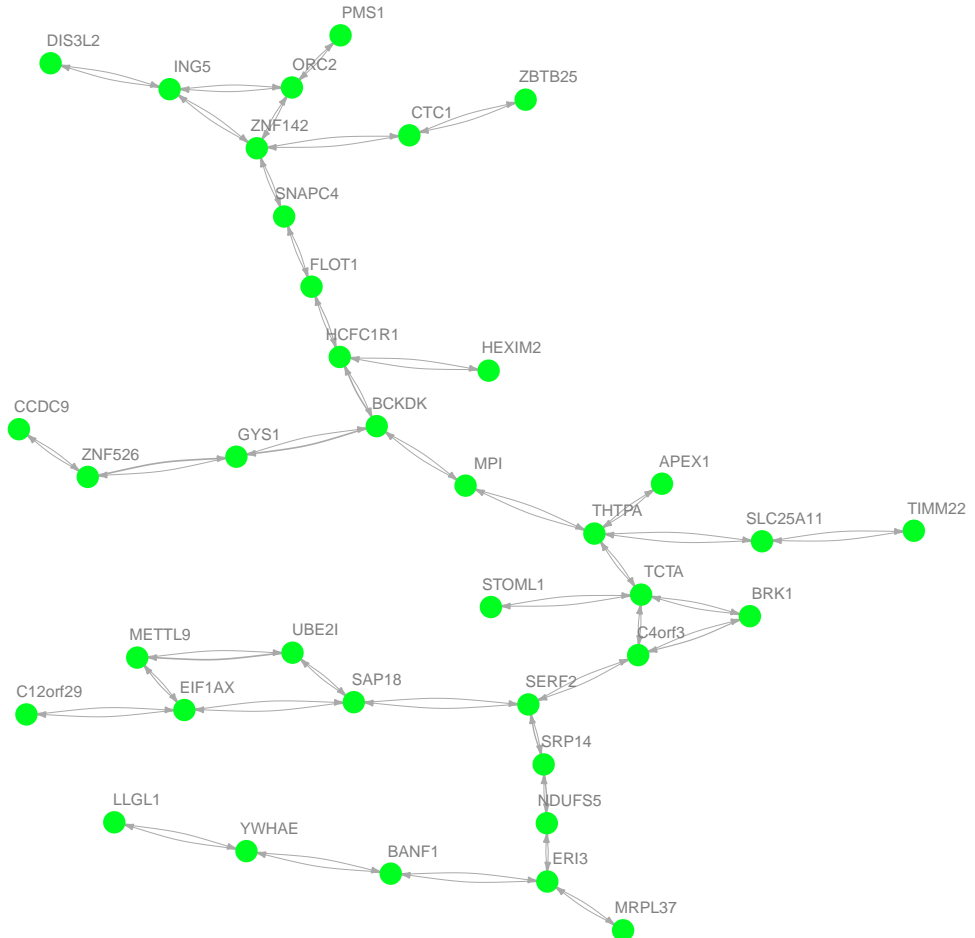 PMS1
DIS3L2
ING5
ORC2
ZBTB25
CTC1
ZNF142
SNAPC4
FLOT1
HCFC1R1
HEXIM2
BCKDK
CCDC9
GYS1
ZNF526
MPI
APEX1
THTPA
SLC25A11
TIMM22
TCTA
STOML1
BRK1
C4orf3
METTL9
UBE2I
C12orf29
EIF1AX
SAP18
SERF2
SRP14
LLGL1
NDUFS5
YWHAE
BANF1
ERI3
MRPL37